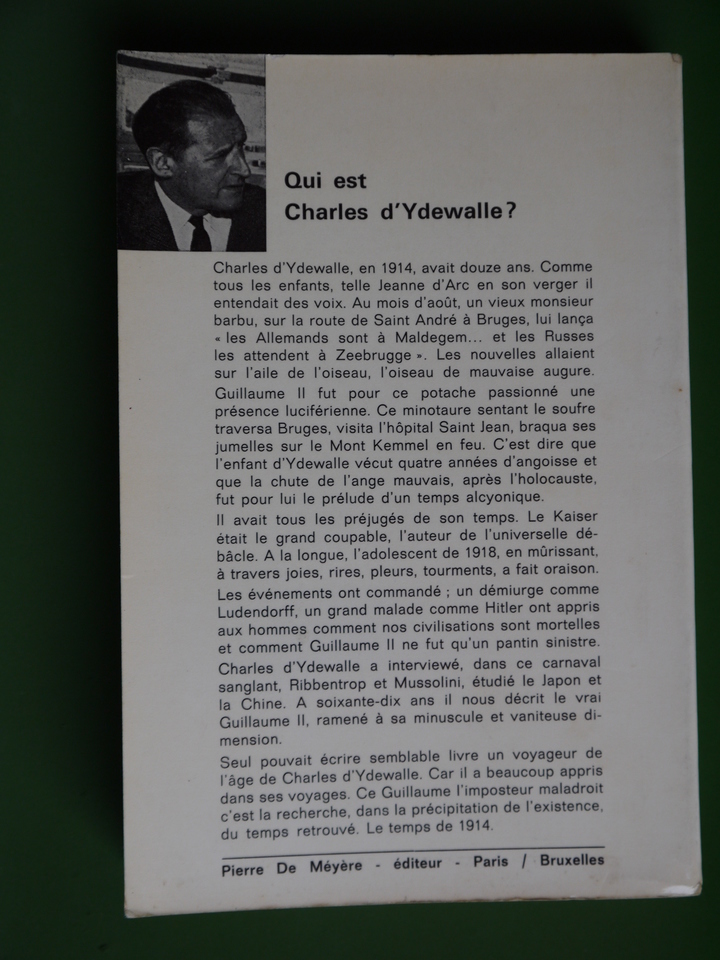 Qui est
Charles d'Ydewalle?
Charles d'Ydewalle, en 1914, avait douze ans. Comme
tous les enfants, telle Jeanne d'Arc en son verger il
entendait des voix. Au mois d'août, un vieux monsieur
barbu, sur la route de Saint André à Bruges, lui lança
« les Allemands sont à Maldegem... et les Russes
les attendent à Zeebrugge ». Les nouvelles allaient
sur l'aile de l'oiseau, l'oiseau de mauvaise augure.
Guillaume II fut pour ce potache passionné une
présence luciférienne. Ce minotaure sentant le soufre
traversa Bruges, visita l'hôpital Saint Jean, braqua ses
jumelles sur le Mont Kemmel en feu. C'est dire que
l'enfant d'Ydewalle vécut quatre années d'angoisse et
que la chute de l'ange mauvais, après l'holocauste,
fut pour lui le prélude d'un temps alcyonique.
Il avait tous les préjugés de son temps. Le Kaiser
était le grand coupable, l'auteur de l'universelle dé-
bâcle. A la longue, l'adolescent de 1918, en mûrissant,
à travers joies, rires, pleurs, tourments, a fait oraison.
Les événements ont commandé ; un démiurge comme
Ludendorff, un grand malade comme Hitler ont appris
aux hommes comment nos civilisations sont mortelles
et comment Guillaume II ne fut qu'un pantin sinistre.
Charles d'Ydewalle a interviewé, dans ce carnaval
sanglant, Ribbentrop et Mussolini, étudié le Japon et
la Chine. A soixante-dix ans il nous décrit le vrai
Guillaume II, ramené à sa minuscule et vaniteuse di-
mension.
Seul pouvait écrire semblable livre un voyageur de
l'âge de Charles d'Ydewalle. Car il a beaucoup appris
dans ses voyages. Ce Guillaume l'imposteur maladroit
c'est la recherche, dans la précipitation de l'existence,
du temps retrouvé. Le temps de 1914.
Pierre De Méyère - éditeur - Paris / Bruxelles